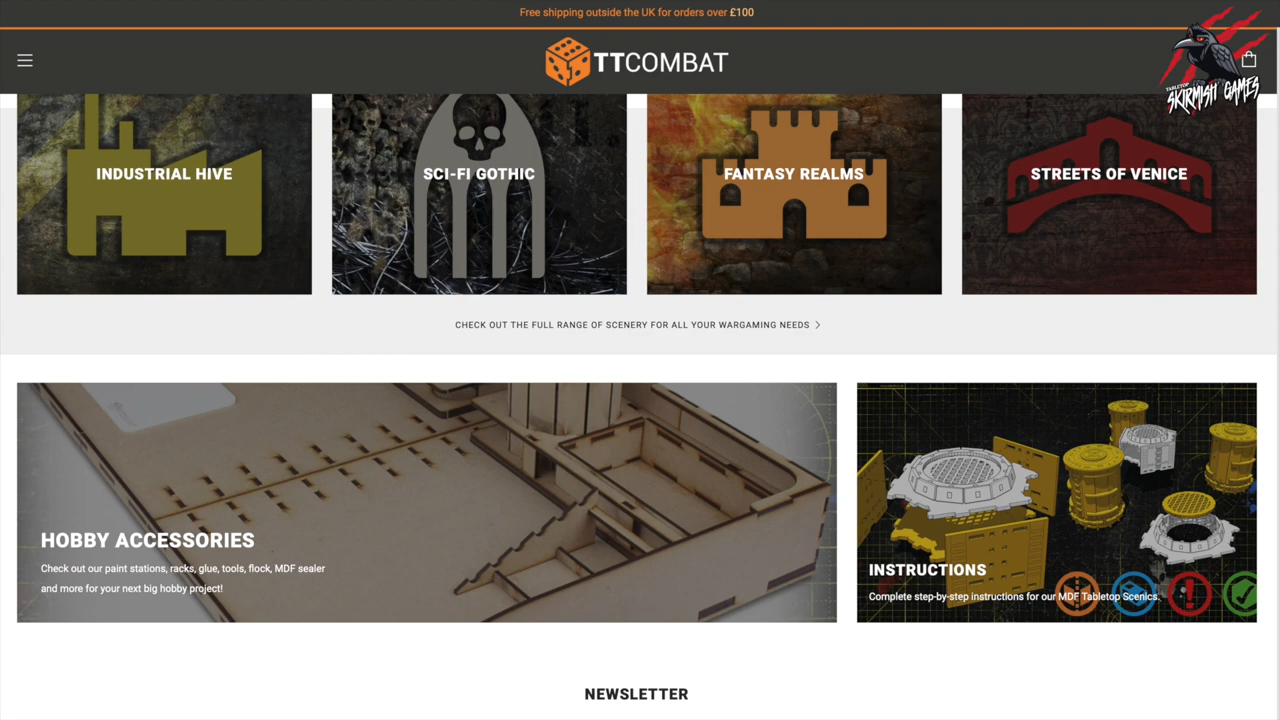 Free shipping outside the UK for orders over £100
TTCOMBAT
TABLETOP
SKIRMISH GAMES
INDUSTRIAL HIVE
SCI-FI GOTHIC
FANTASY REALMS
STREETS OF VENICE
CHECK OUT THE FULL RANGE OF SCENERY FOR ALL YOUR WARGAMING NEEDS
HOBBY ACCESSORIES
Check out our paint stations, racks, glue, tools, flock, MDF sealer
and more for your next big hobby project!
INSTRUCTIONS
Complete step-by-step instructions for our MDF Tabletop Scenics.
NEWSLETTER